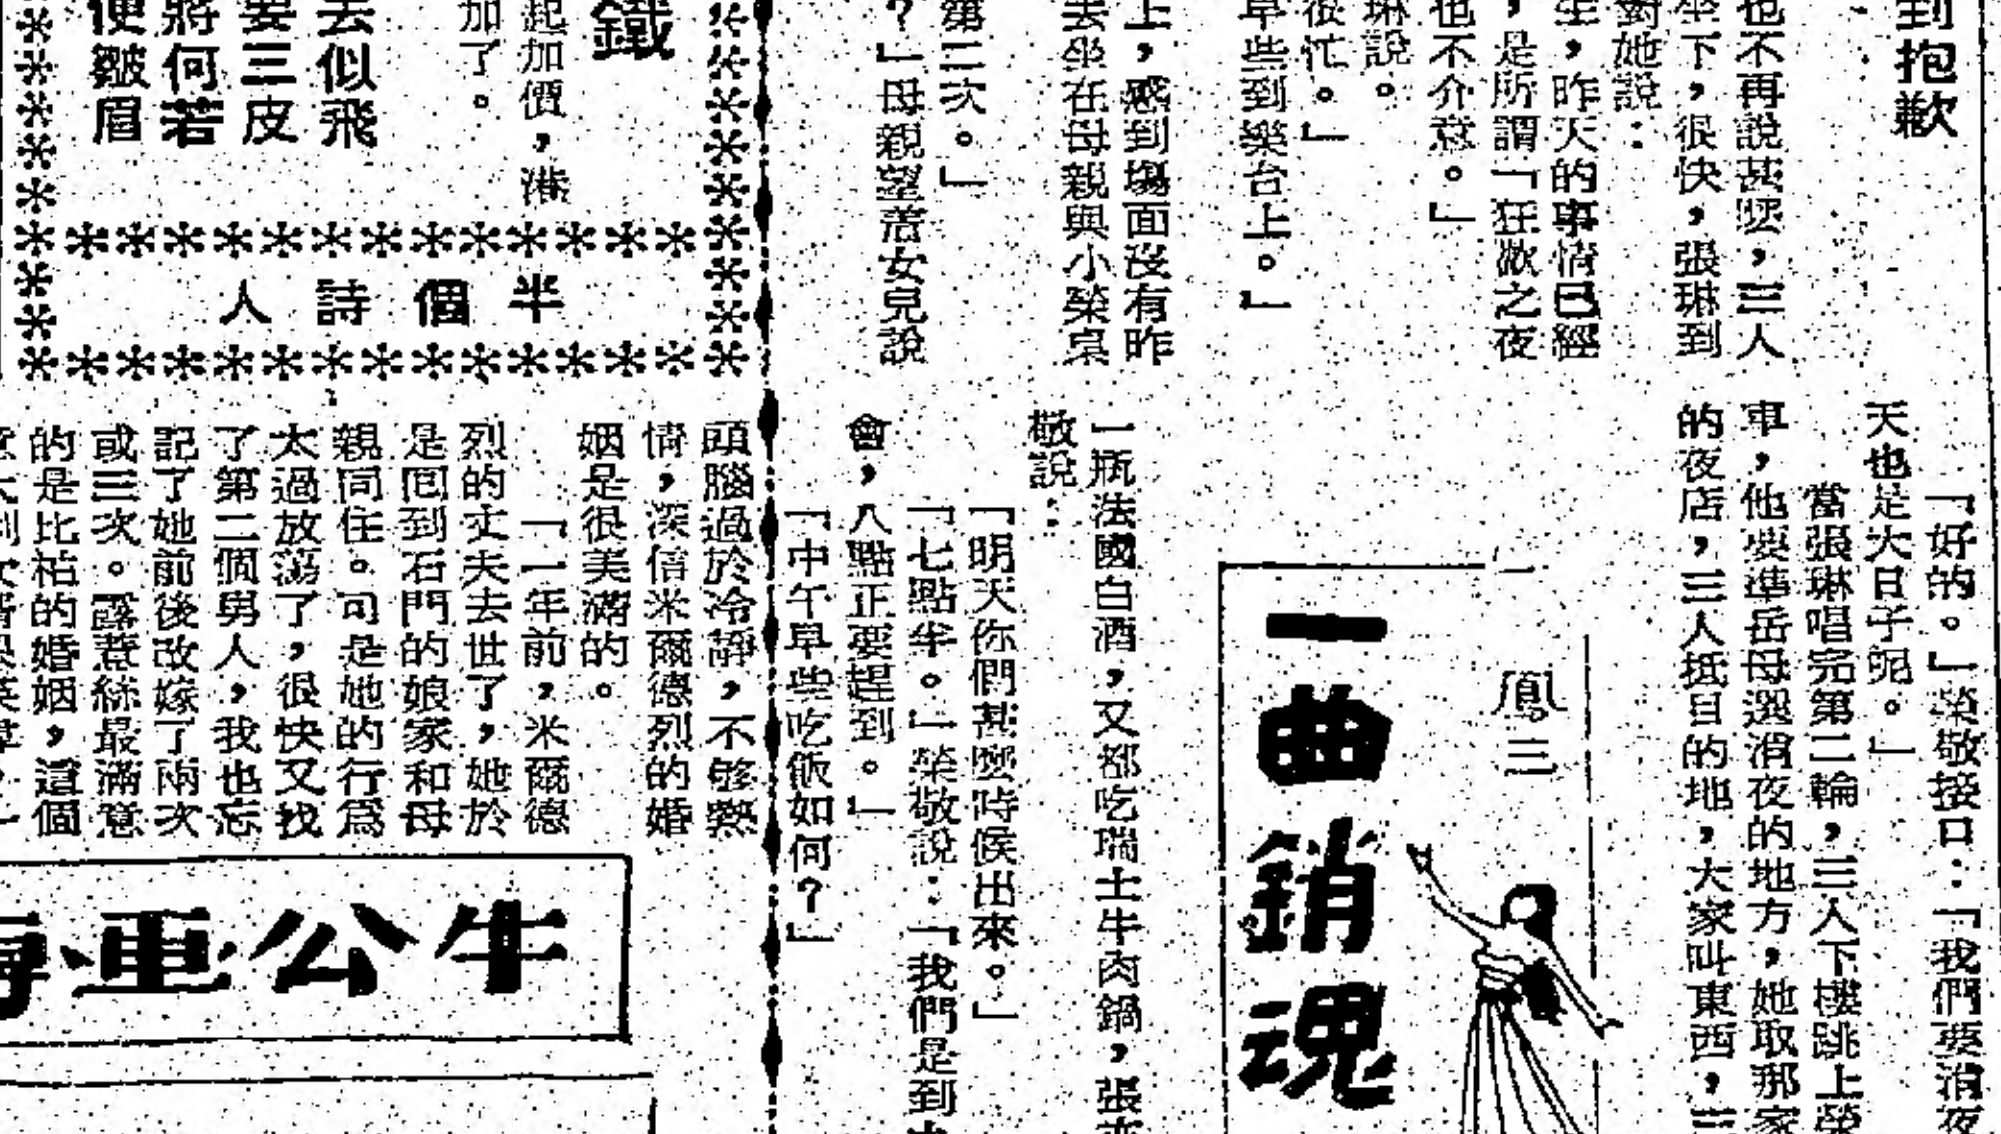 到抱歉
也不再說甚麼，三人
坐下，很快，張琳到
對她說：
生，昨天的事情已經
，是所謂「狂歡之夜
也不介意。」
琳說。
很忙。」
早些到樂台上。」
上，感到場面沒有昨
去坐在母親與小榮桌
第二次。」
？」母親望着女兒說
「好的。」榮敬接口：「我們要消夜
天也是大日子呢。」
當張琳唱完第二輪，三人下樓跳上榮
車，他要準岳母選消夜的地方，她取那家
的夜店，三人抵目的地，大家叫東西，三
一曲銷魂
鳳三
一瓶法國白酒，又都吃瑞士牛肉鍋，張
敬說：
「明天你們甚麼時候出來。」
「七點半。」榮敬說：「我們是到
會，八點正要趕到。」
「中午早些吃飯如何？」
鐵
起加價，港
加了。
去似飛
要三皮
將何若
便皺眉
半個詩人
頭腦過於冷靜，不够熱
情，深信米爾德烈的婚
姻是很美滿的。
「一年前，米爾德
烈的丈夫去世了，她於
是囘到石門的娘家和母
親同住。可是她的行為
太過放蕩了，很快又找
了第二個男人，我也忘
記了她前後改嫁了兩次
或三次。露薏絲最滿意
的是比祐的婚姻，這個
牛公重